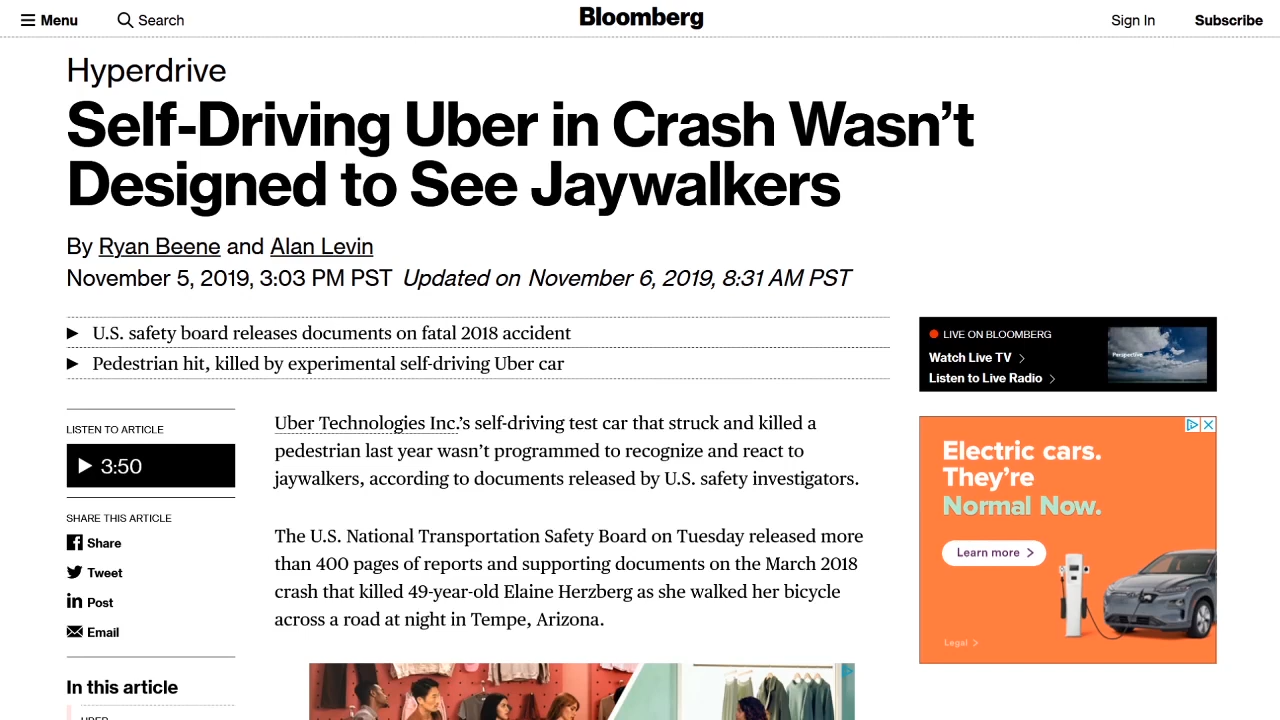 Menu
Search
Bloomberg
Sign In
Subscribe
Hyperdrive
Self-Driving Uber in Crash Wasn’t
Designed to See Jaywalkers
By Ryan Beene and Alan Levin
November 5, 2019, 3:03 PM PST Updated on November 6, 2019, 8:31 AM PST
U.S. safety board releases documents on fatal 2018 accident
Pedestrian hit, killed by experimental self-driving Uber car
LIVE ON BLOOMBERG
Watch Live TV
Listen to Live Radio
Perspective
LISTEN TO ARTICLE
3:50
SHARE THIS ARTICLE
Share
Tweet
Post
Email
In this article
UBER
Uber Technologies Inc.’s self-driving test car that struck and killed a
pedestrian last year wasn’t programmed to recognize and react to
jaywalkers, according to documents released by U.S. safety investigators.
The U.S. National Transportation Safety Board on Tuesday released more
than 400 pages of reports and supporting documents on the March 2018
crash that killed 49-year-old Elaine Herzberg as she walked her bicycle
across a road at night in Tempe, Arizona.
Electric cars.
They’re
Normal Now.
Learn more
Legal